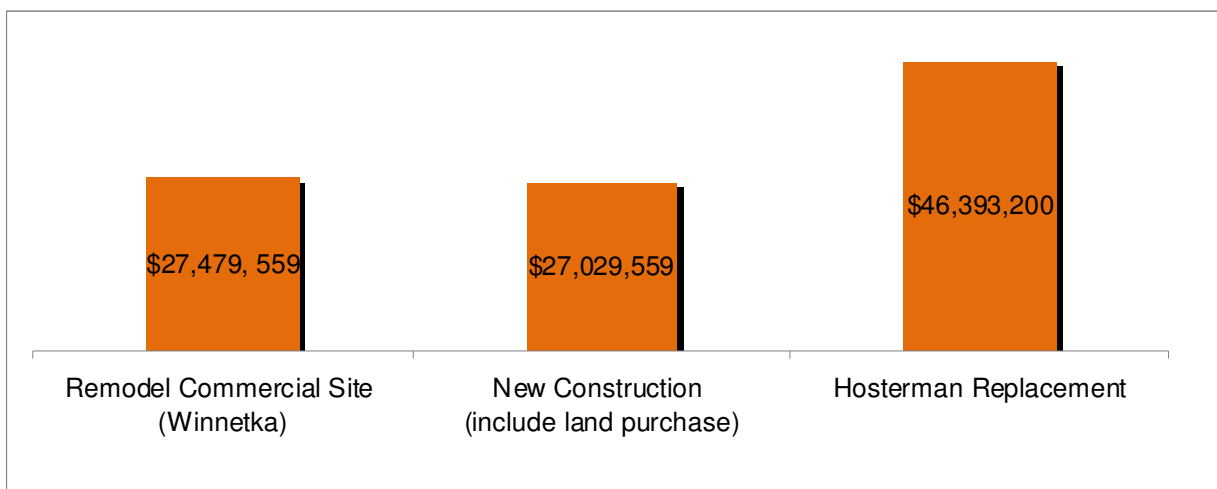 $46,393,200
$27,479, 559
$27,029,559
Remodel Commercial Site
(Winnetka)
New Construction
(include land purchase)
Hosterman Replacement